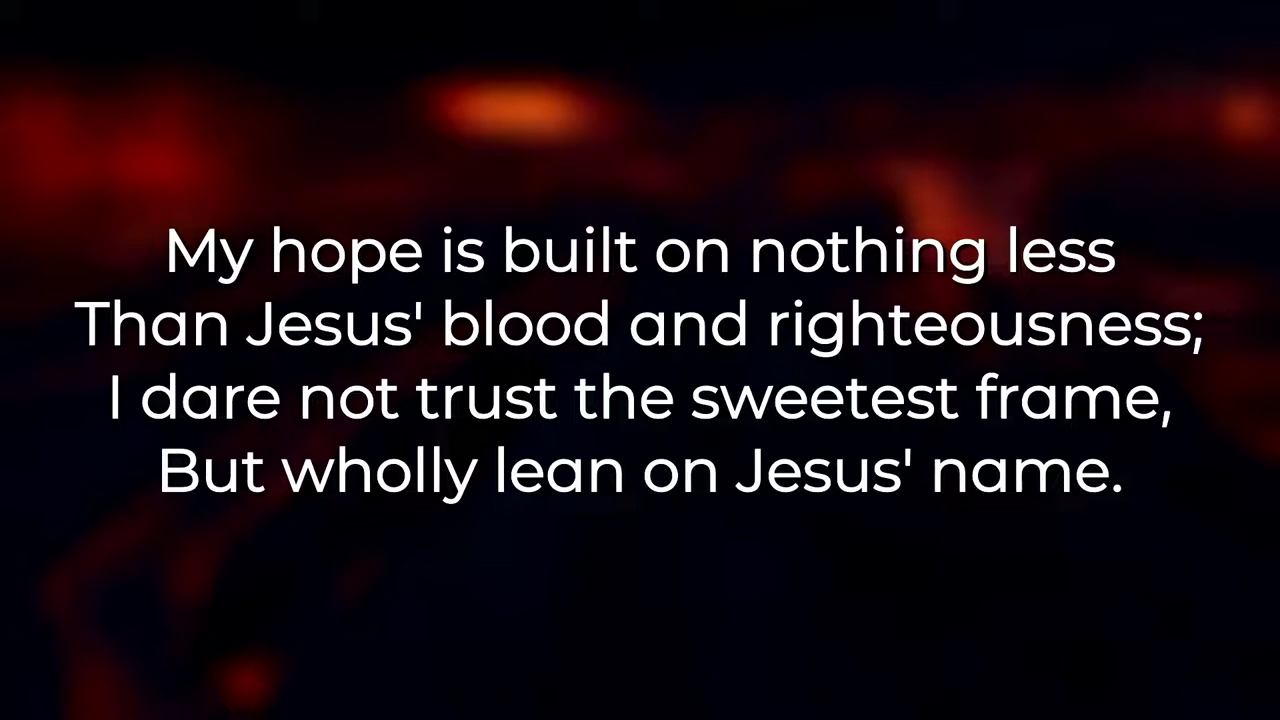 My hope is built on nothing less
Than Jesus' blood and righteousness;
I dare not trust the sweetest frame,
But wholly lean on Jesus' name.